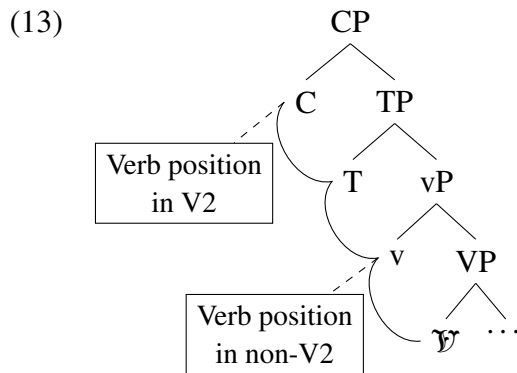 (13)
CP
C TP
Verb position
in V2
T vP
v VP
Verb position
in non-V2
𝔙 ...